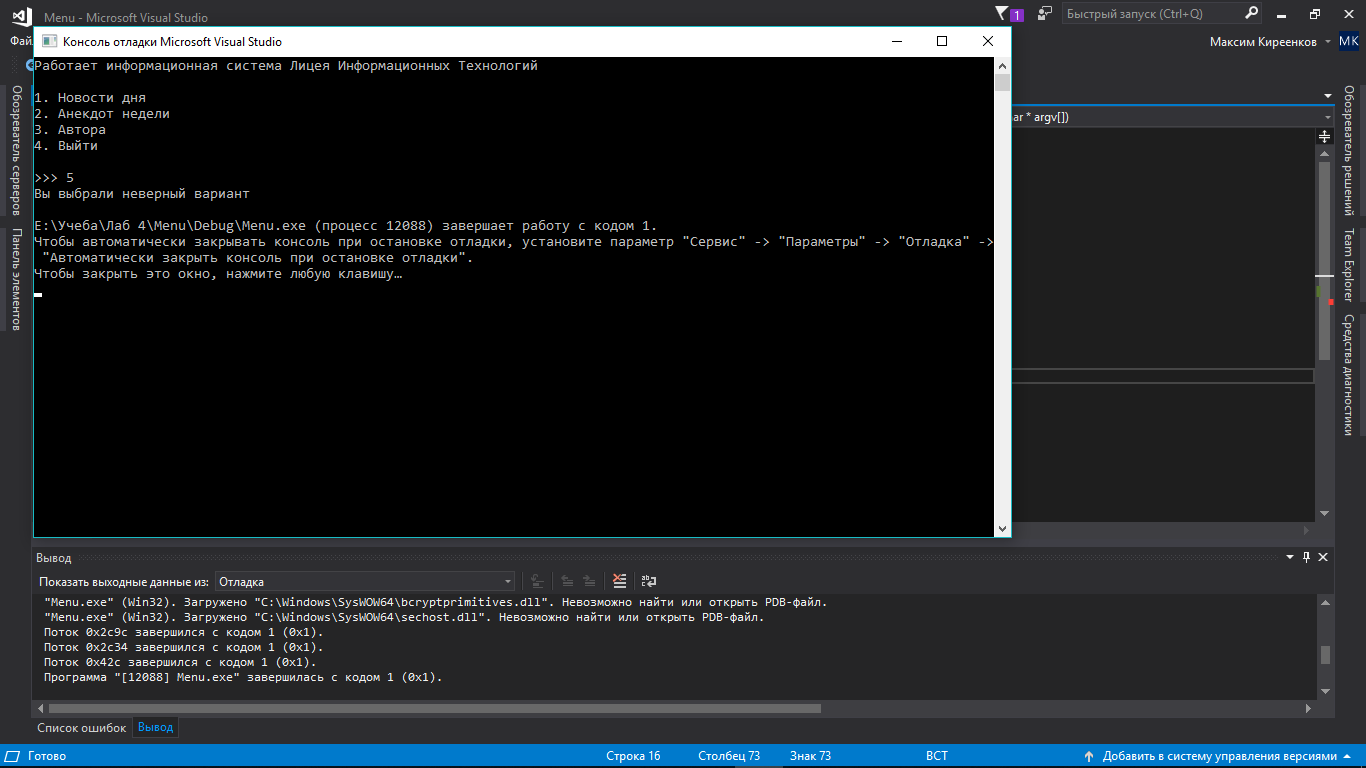 Menu - Microsoft Visual Studio
1
Быстрый запуск (Ctrl+Q)
Консоль отладки Microsoft Visual Studio
Максим Киреенков
MK
Работает информационная система Лицея Информационных Технологий
1. Новости дня
2. Анекдот недели
3. Автора
4. Выйти
>>> 5
Вы выбрали неверный вариант
E:\Учеба\Лаб 4\Menu\Debug\Menu.exe (процесс 12088) завершает работу с кодом 1.
Чтобы автоматически закрывать консоль при остановке отладки, установите параметр "Сервис" -> "Параметры" -> "Отладка" ->
"Автоматически закрыть консоль при остановке отладки".
Чтобы закрыть это окно, нажмите любую клавишу…
* argv[])
Обозреватель серверов
Панель элементов
Обозреватель решений
Team Explorer
Средства диагностики
Вывод
Показать выходные данные из: Отладка
"Menu.exe" (Win32). Загружено "C:\Windows\SysWOW64\bcryptprimitives.dll". Невозможно найти или открыть PDB-файл.
"Menu.exe" (Win32). Загружено "C:\Windows\SysWOW64\sechost.dll". Невозможно найти или открыть PDB-файл.
Поток 0x2c9c завершился с кодом 1 (0x1).
Поток 0x2c34 завершился с кодом 1 (0x1).
Поток 0x42c завершился с кодом 1 (0x1).
Программа "[12088] Menu.exe" завершилась с кодом 1 (0x1).
Список ошибок Вывод
Готово Строка 16 Столбец 73 Знак 73 ВСТ Добавить в систему управления версиями